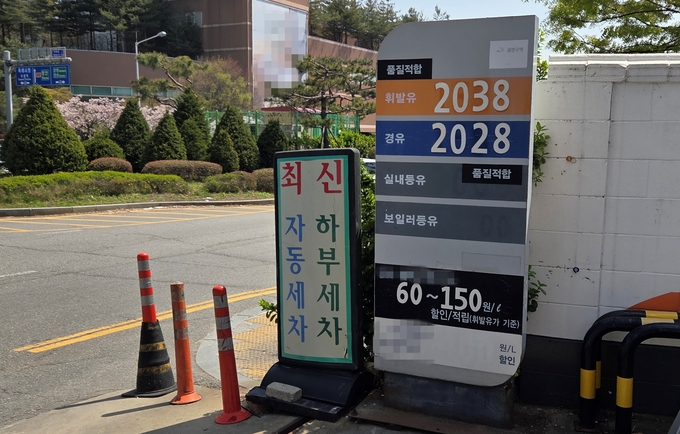 품질적합
휘발유 2038
경유 2028
실내등유 품질적합
보일러등유
60~150원/ℓ
할인/적립(휘발유가 기준)
원/L
할인
최신
자동세차
하부세차